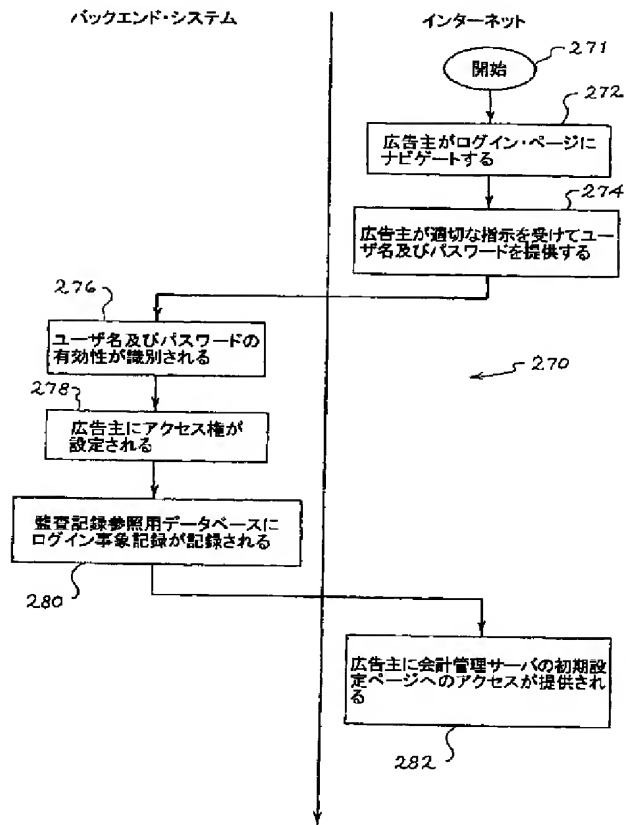 バックエンド・システム
インターネット
271
開始
272
広告主がログイン・ページに
ナビゲートする
274
広告主が適切な指示を受けてユー
ザ名及びパスワードを提供する
276
ユーザ名及びパスワードの
有効性が識別される
270
278
広告主にアクセス権が
設定される
監査記録参照用データベースに
ログイン事象記録が記録される
280
広告主に会計管理サーバの初期設
定ページへのアクセスが提供され
る
282